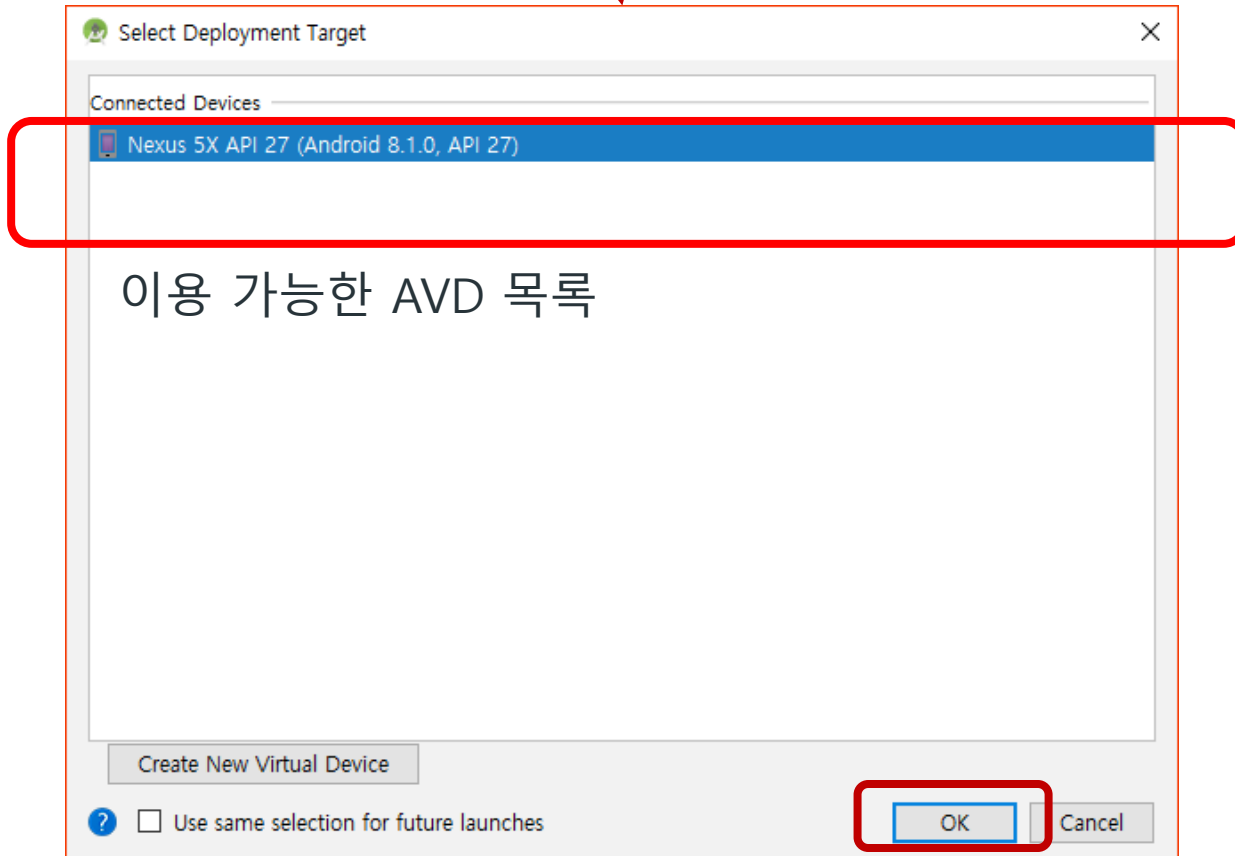 Select Deployment Target
Connected Devices
Nexus 5X API 27 (Android 8.1.0, API 27)
이용 가능한 AVD 목록
Create New Virtual Device
? Use same selection for future launches
OK
Cancel